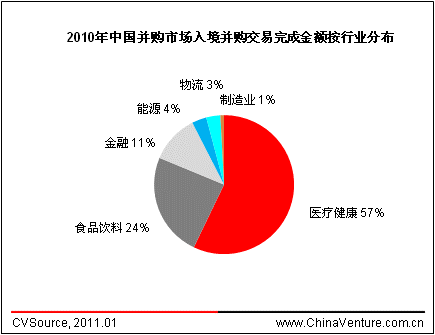 2010年中国并购市场入境并购交易完成金额按行业分布
物流 3%
制造业 1%
能源 4%
金融 11%
医疗健康 57%
食品饮料 24%
CVSource, 2011.01
www.ChinaVenture.com.cn